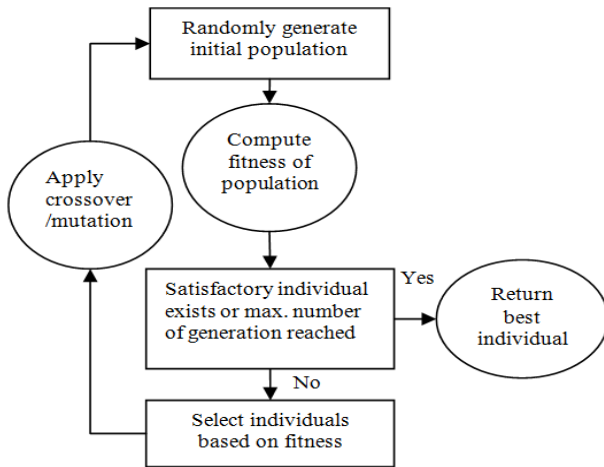 Randomly generate
initial population
Compute
fitness of
population
Apply
crossover
/mutation
Satisfactory individual
exists or max. number
of generation reached
Yes
Return
best
individual
No
Select individuals
based on fitness